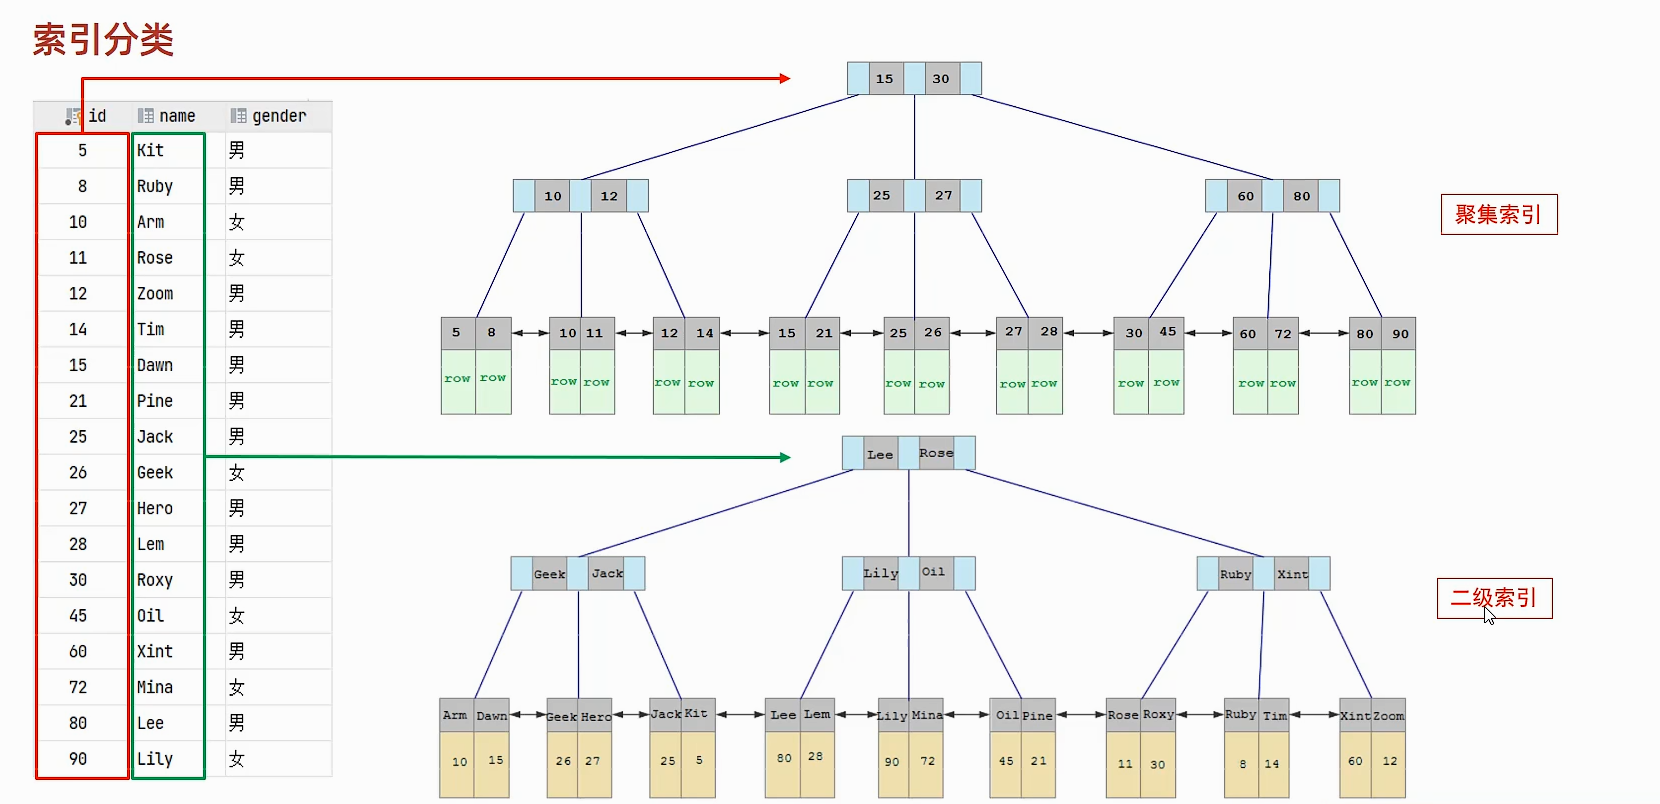 索引分类
id name gender
5 Kit 男
8 Ruby 男
10 Arm 女
11 Rose 女
12 Zoom 男
14 Tim 男
15 Dawn 男
21 Pine 男
25 Jack 男
26 Geek 女
27 Hero 男
28 Lem 男
30 Roxy 男
45 Oil 女
60 Xint 男
72 Mina 女
80 Lee 男
90 Lily 女
15 30
10 12 25 27 60 80
聚集索引
5 8 10 11 12 14 15 21 25 26 27 28 30 45 60 72 80 90
row row row row row row row row row row row row row row row row row row
Lee Rose
Geek Jack Lily Oil Ruby Xint
二级索引
Arm Dawn Geek Hero Jack Kit Lee Lem Lily Mina Oil Pine Rose Roxy Ruby Tim Xint Zoom
10 15 26 27 25 5 80 28 90 72 45 21 11 30 8 14 60 12